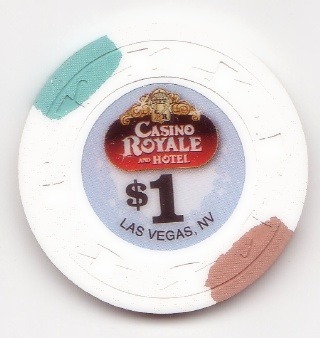 CASINO
ROYALE
AND HOTEL
$1
LAS VEGAS, NV